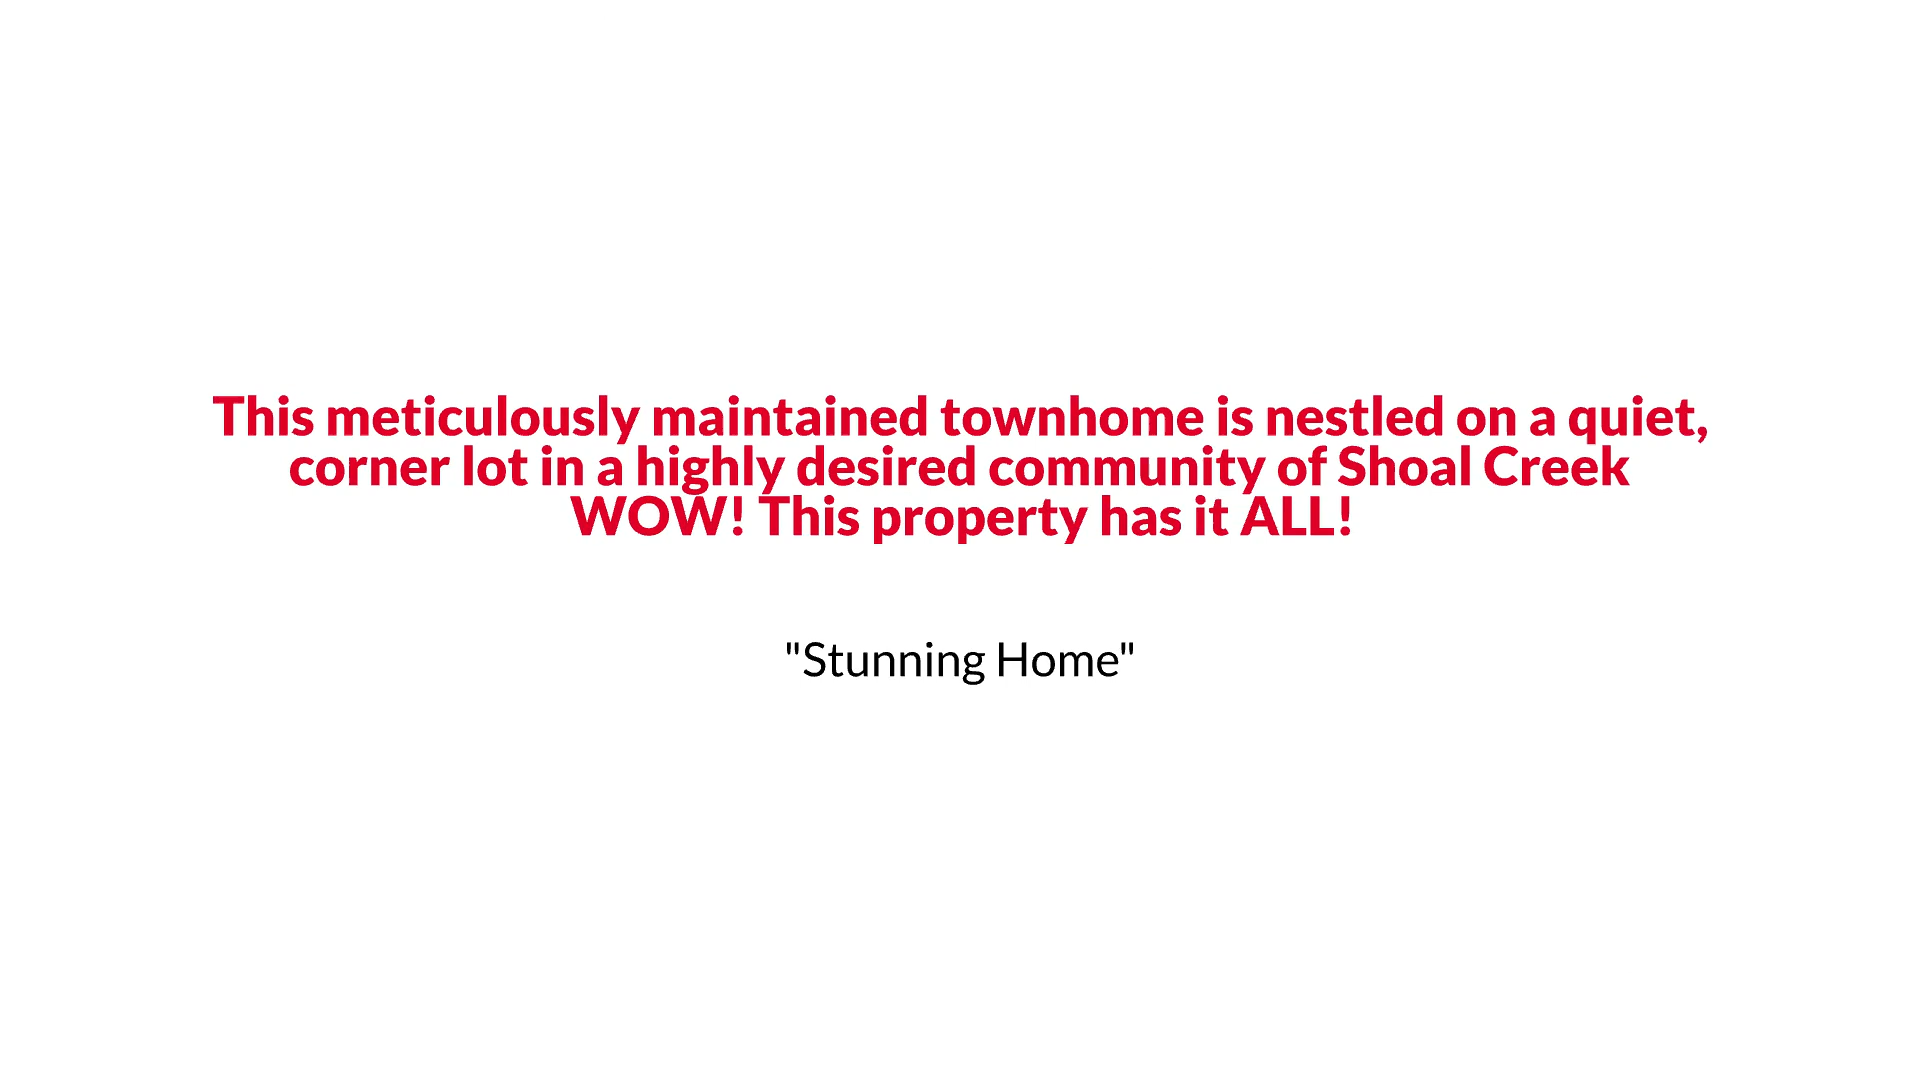 This meticulously maintained townhome is nestled on a quiet,
corner lot in a highly desired community of Shoal Creek
WOW! This property has it ALL!
"Stunning Home"